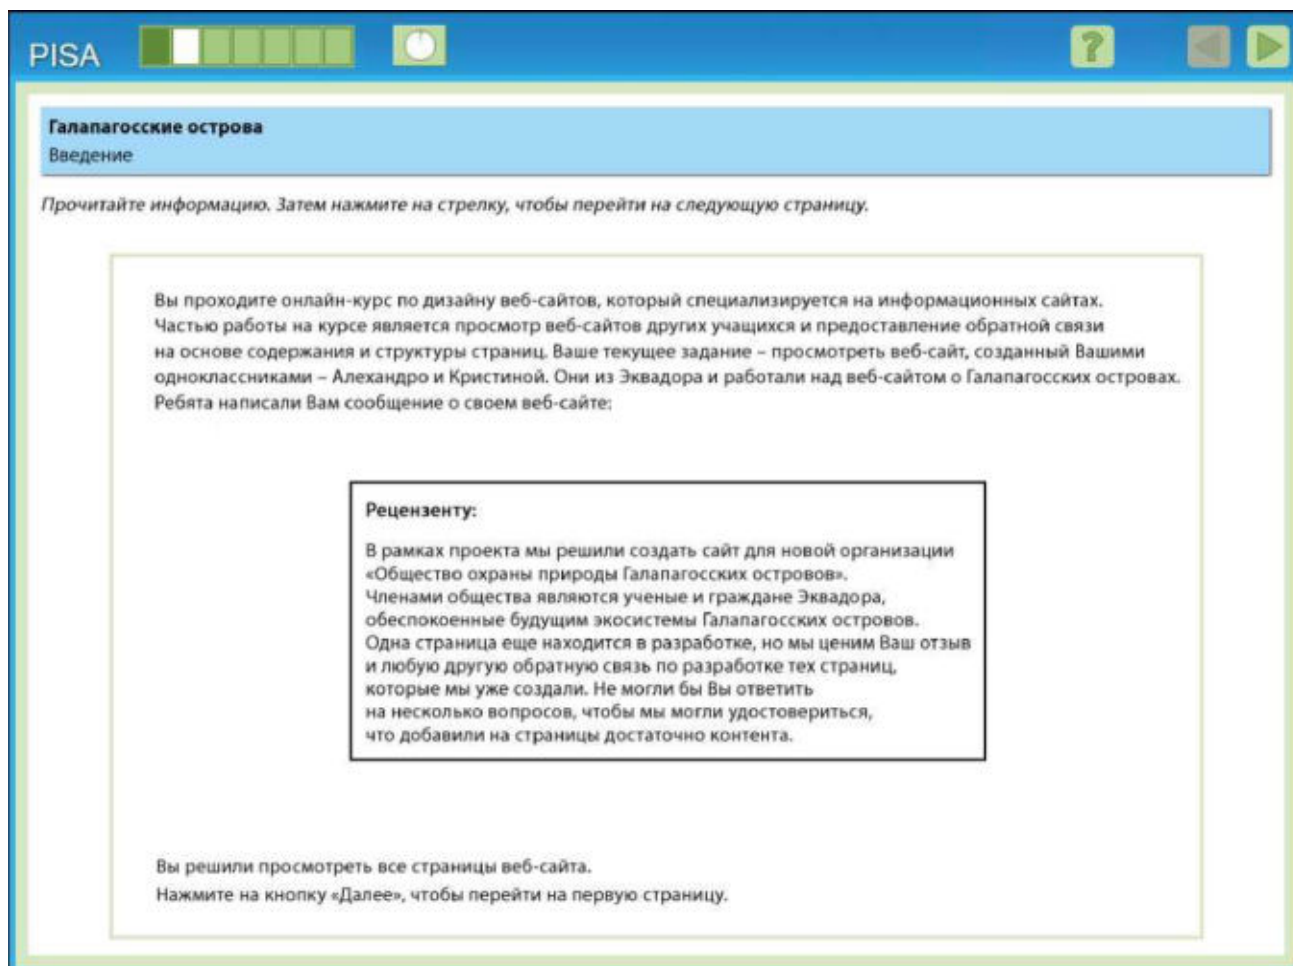 PISA
?
Галапагосские острова
Введение
Прочитайте информацию. Затем нажмите на стрелку, чтобы перейти на следующую страницу.
Вы проходите онлайн-курс по дизайну веб-сайтов, который специализируется на информационных сайтах.
Частью работы на курсе является просмотр веб-сайтов других учащихся и предоставление обратной связи
на основе содержания и структуры страниц. Ваше текущее задание – просмотреть веб-сайт, созданный Вашими
одноклассниками – Алехандро и Кристиной. Они из Эквадора и работали над веб-сайтом о Галапагосских островах.
Ребята написали Вам сообщение о своем веб-сайте:
Рецензенту:
В рамках проекта мы решили создать сайт для новой организации
«Общество охраны природы Галапагосских островов».
Членами общества являются ученые и граждане Эквадора,
обеспокоенные будущим экосистемы Галапагосских островов.
Одна страница еще находится в разработке, но мы ценим Ваш отзыв
и любую другую обратную связь по разработке тех страниц,
которые мы уже создали. Не могли бы Вы ответить
на несколько вопросов, чтобы мы могли удостовериться,
что добавили на страницы достаточно контента.
Вы решили просмотреть все страницы веб-сайта.
Нажмите на кнопку «Далее», чтобы перейти на первую страницу.